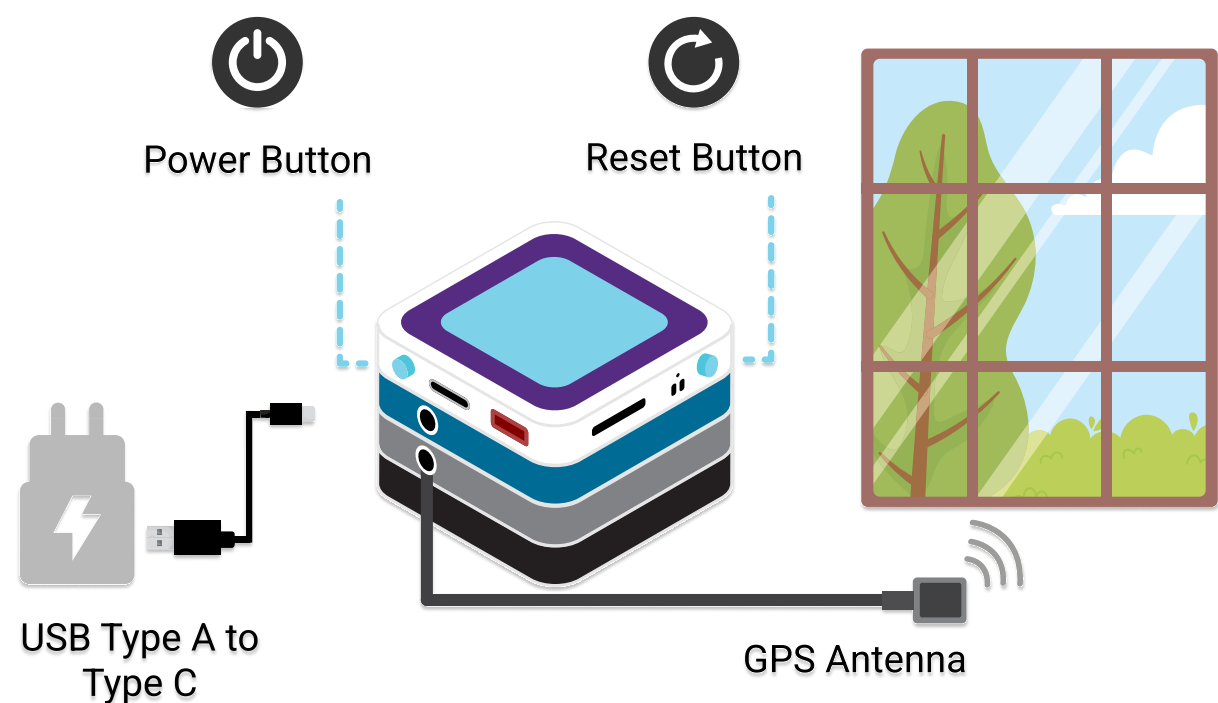 Power Button
Reset Button
USB Type A to
Type C
GPS Antenna